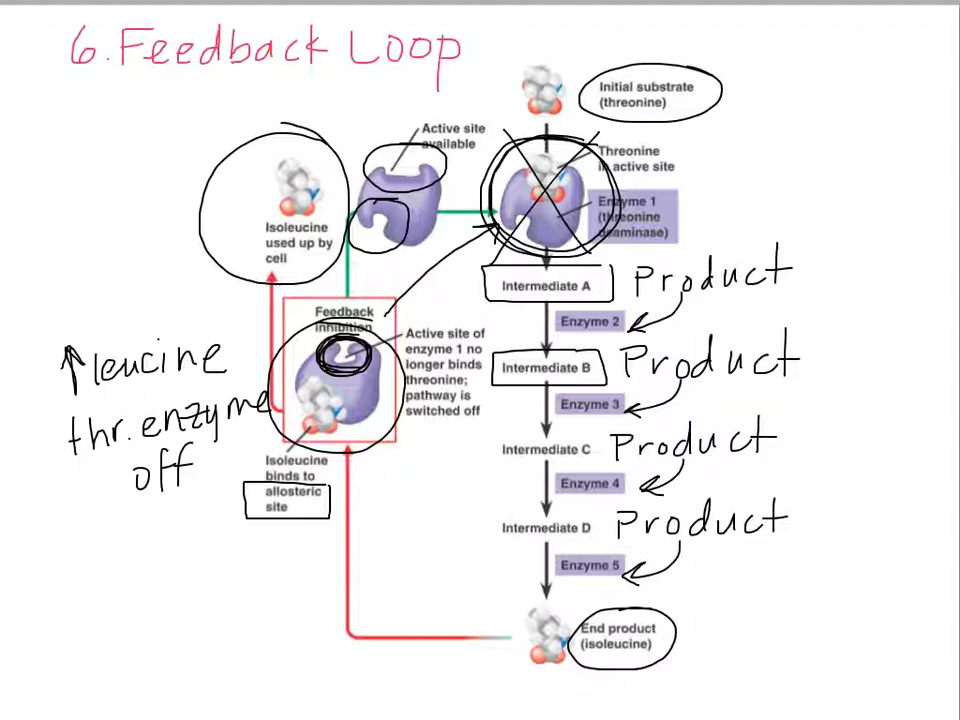 6. Feedback Loop
Initial substrate
(threonine)
Active site
available
Threonine
in active site
Enzyme 1
(threonine
deaminase)
Isoleucine
used up by
cell
Intermediate A
Product
Feedback
inhibition
Enzyme 2
Active site of
enzyme 1 no
longer binds
threonine;
pathway is
switched off
↑ leucine
thr. enzyme
off
Intermediate B
Product
Enzyme 3
Intermediate C
Product
Isoleucine
binds to
allosteric
site
Enzyme 4
Intermediate D
Product
Enzyme 5
End product
(isoleucine)